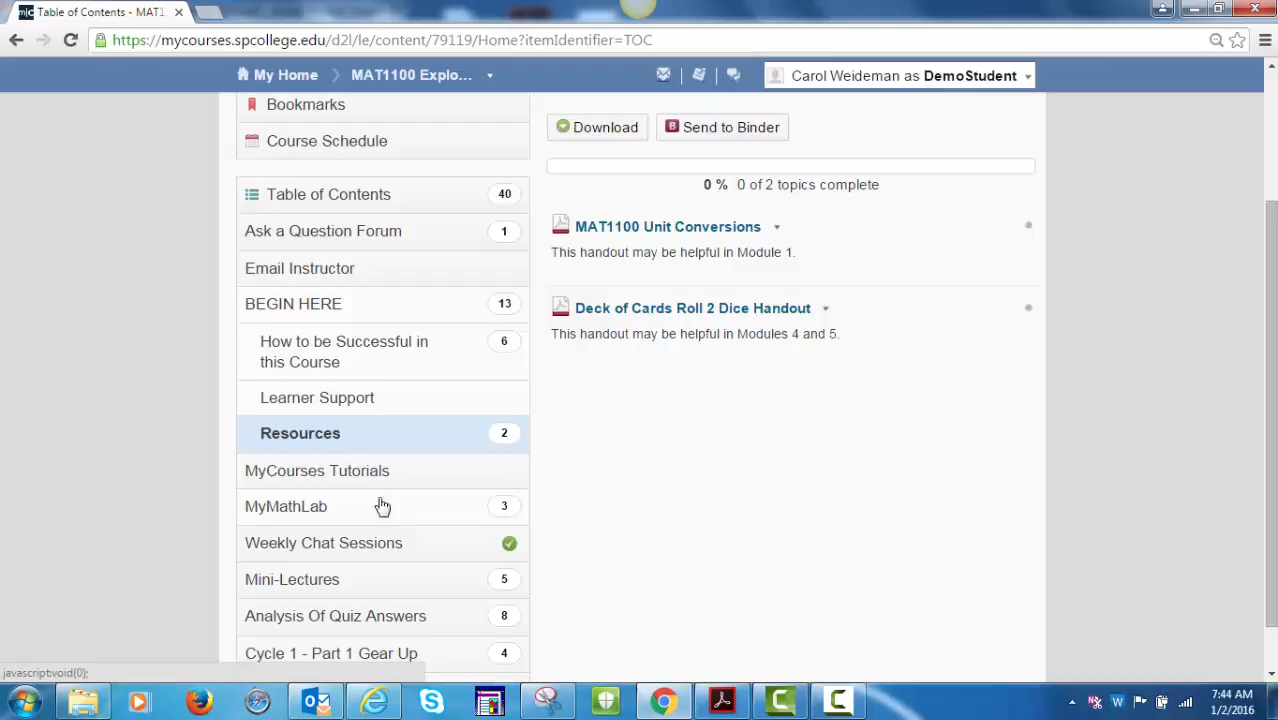 Table of Contents - MAT1
https://mycourses.spcollege.edu/d2l/le/content/79119/Home?itemIdentifier=TOC
My Home
MAT1100 Explo...
Carol Weideman as DemoStudent
Bookmarks
Course Schedule
Table of Contents 40
Ask a Question Forum 1
Email Instructor
BEGIN HERE 13
How to be Successful in
this Course 6
Learner Support
Resources 2
MyCourses Tutorials
MyMathLab 3
Weekly Chat Sessions
Mini-Lectures 5
Analysis Of Quiz Answers 8
Cycle 1 - Part 1 Gear Up 4
Download
Send to Binder
0 % 0 of 2 topics complete
MAT1100 Unit Conversions
This handout may be helpful in Module 1.
Deck of Cards Roll 2 Dice Handout
This handout may be helpful in Modules 4 and 5.
javascript:void(0);
7:44 AM
1/2/2016